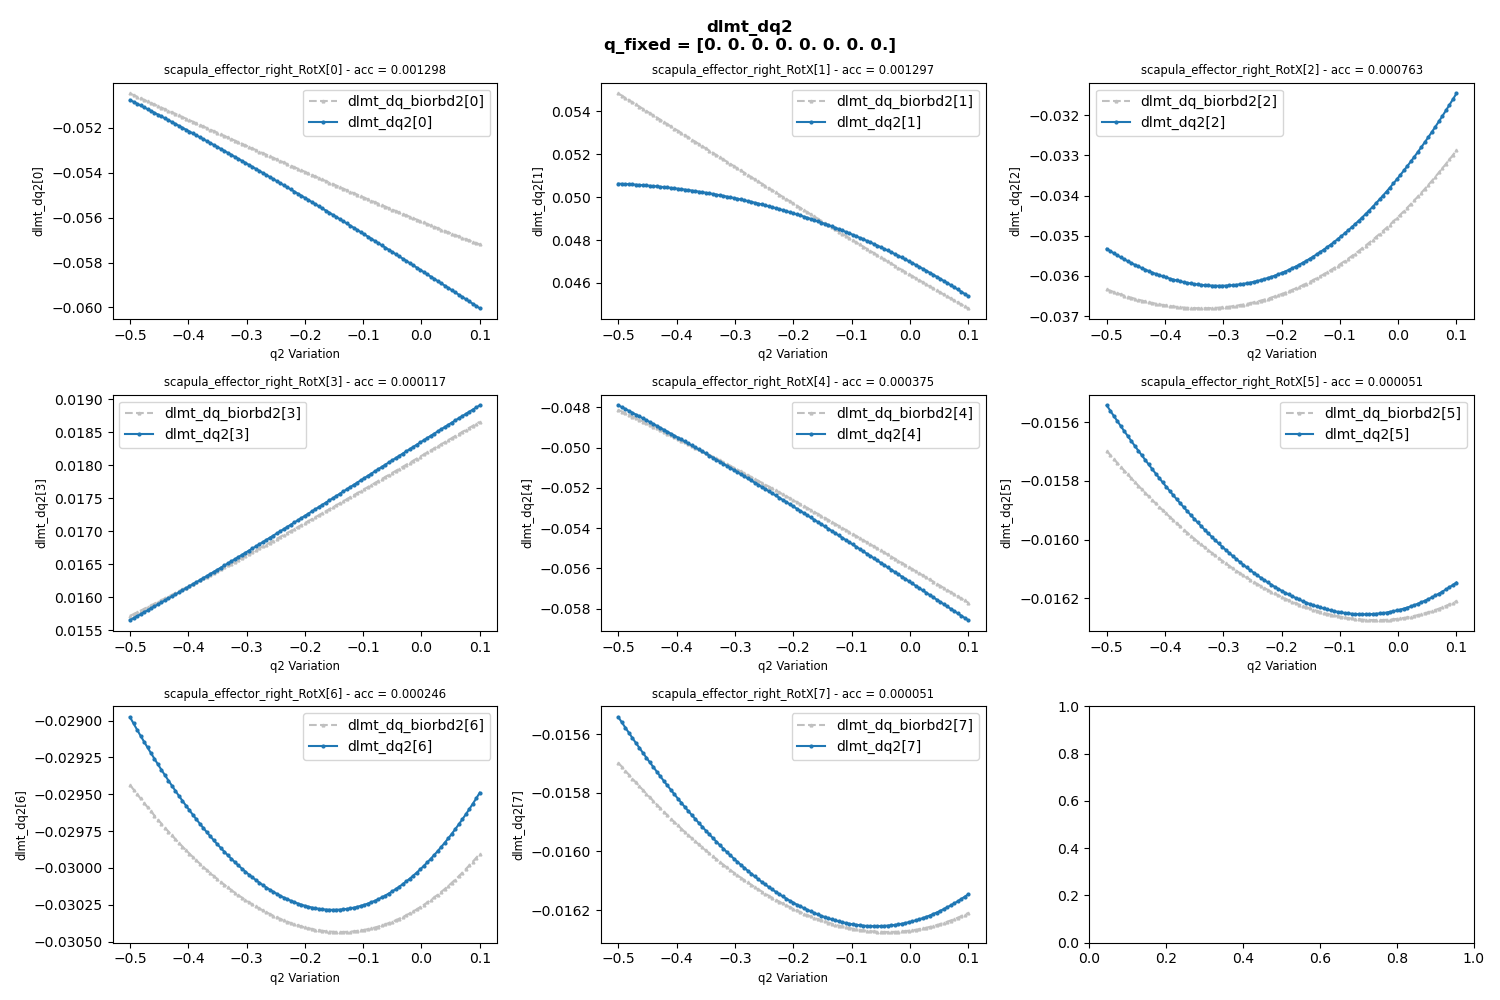 dlmt_dq2
q_fixed = [0. 0. 0. 0. 0. 0. 0. 0.]
scapula_effector_right_RotX[0] - acc = 0.001298
dlmt_dq_biorbd2[0]
dlmt_dq2[0]
dlmt_dq2[0]
−0.052
−0.054
−0.056
−0.058
−0.060
−0.5 −0.4 −0.3 −0.2 −0.1 0.0 0.1
q2 Variation
scapula_effector_right_RotX[1] - acc = 0.001297
dlmt_dq_biorbd2[1]
dlmt_dq2[1]
dlmt_dq2[1]
0.054
0.052
0.050
0.048
0.046
−0.5 −0.4 −0.3 −0.2 −0.1 0.0 0.1
q2 Variation
scapula_effector_right_RotX[2] - acc = 0.000763
dlmt_dq_biorbd2[2]
dlmt_dq2[2]
dlmt_dq2[2]
−0.032
−0.033
−0.034
−0.035
−0.036
−0.037
−0.5 −0.4 −0.3 −0.2 −0.1 0.0 0.1
q2 Variation
scapula_effector_right_RotX[3] - acc = 0.000117
dlmt_dq_biorbd2[3]
dlmt_dq2[3]
dlmt_dq2[3]
0.0190
0.0185
0.0180
0.0175
0.0170
0.0165
0.0160
0.0155
−0.5 −0.4 −0.3 −0.2 −0.1 0.0 0.1
q2 Variation
scapula_effector_right_RotX[4] - acc = 0.000375
dlmt_dq_biorbd2[4]
dlmt_dq2[4]
dlmt_dq2[4]
−0.048
−0.050
−0.052
−0.054
−0.056
−0.058
−0.5 −0.4 −0.3 −0.2 −0.1 0.0 0.1
q2 Variation
scapula_effector_right_RotX[5] - acc = 0.000051
dlmt_dq_biorbd2[5]
dlmt_dq2[5]
dlmt_dq2[5]
−0.0156
−0.0158
−0.0160
−0.0162
−0.5 −0.4 −0.3 −0.2 −0.1 0.0 0.1
q2 Variation
scapula_effector_right_RotX[6] - acc = 0.000246
dlmt_dq_biorbd2[6]
dlmt_dq2[6]
dlmt_dq2[6]
−0.02900
−0.02925
−0.02950
−0.02975
−0.03000
−0.03025
−0.03050
−0.5 −0.4 −0.3 −0.2 −0.1 0.0 0.1
q2 Variation
scapula_effector_right_RotX[7] - acc = 0.000051
dlmt_dq_biorbd2[7]
dlmt_dq2[7]
dlmt_dq2[7]
−0.0156
−0.0158
−0.0160
−0.0162
−0.5 −0.4 −0.3 −0.2 −0.1 0.0 0.1
q2 Variation
1.0
0.8
0.6
0.4
0.2
0.0
0.0 0.2 0.4 0.6 0.8 1.0